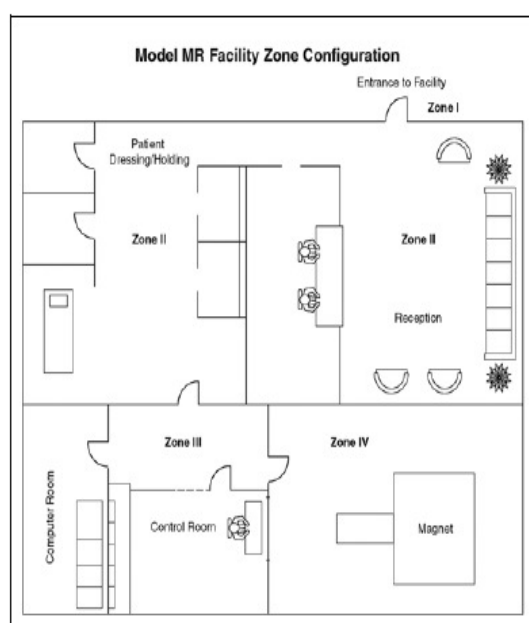 Model MR Facility Zone Configuration
Entrance to Facility
Zone I
Patient
Dressing/Holding
Zone II
Zone II
Reception
Zone III
Zone IV
Computer Room
Control Room
Magnet